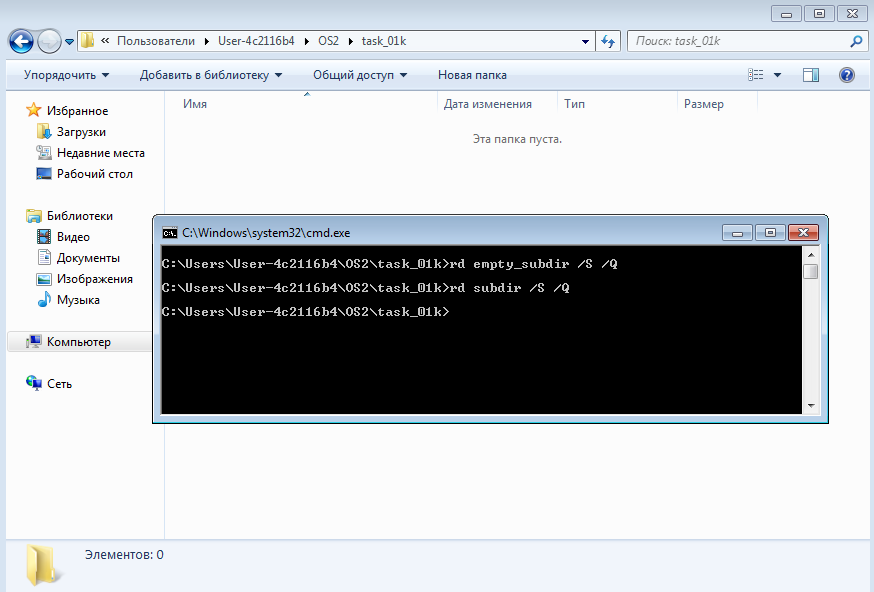 « Пользователи User-4c2116b4 OS2 task_01k Поиск: task_01k
Упорядочить Добавить в библиотеку Общий доступ Новая папка
Имя Дата изменения Тип Размер
Эта папка пуста.
Избранное
Загрузки
Недавние места
Рабочий стол
Библиотеки
Видео
Документы
Изображения
Музыка
Компьютер
Сеть
C:\Windows\system32\cmd.exe
C:\Users\User-4c2116b4\OS2\task_01k>rd empty_subdir /S /Q
C:\Users\User-4c2116b4\OS2\task_01k>rd subdir /S /Q
C:\Users\User-4c2116b4\OS2\task_01k>
Элементов: 0